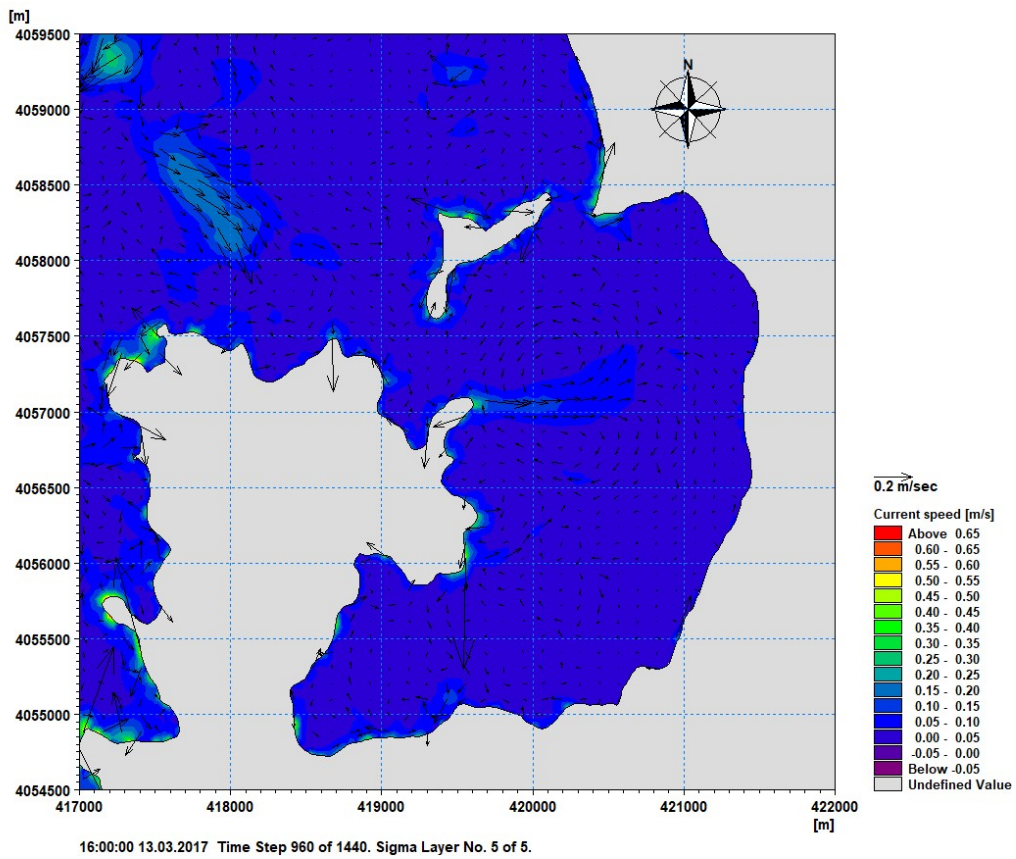 [m]
4059500
4059000
4058500
4058000
4057500
4057000
4056500
4056000
4055500
4055000
4054500
417000 418000 419000 420000 421000 422000
[m]
N
0.2 m/sec
Current speed [m/s]
Above 0.65
0.60 - 0.65
0.55 - 0.60
0.50 - 0.55
0.45 - 0.50
0.40 - 0.45
0.35 - 0.40
0.30 - 0.35
0.25 - 0.30
0.20 - 0.25
0.15 - 0.20
0.10 - 0.15
0.05 - 0.10
0.00 - 0.05
-0.05 - 0.00
Below -0.05
Undefined Value
16:00:00 13.03.2017 Time Step 960 of 1440. Sigma Layer No. 5 of 5.